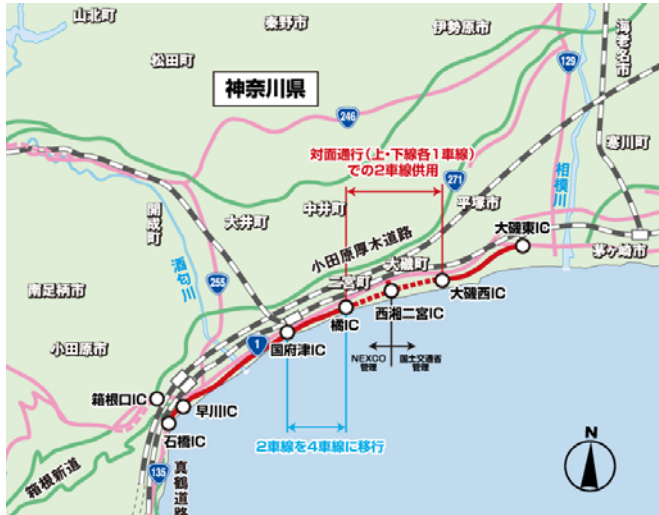 山北町
秦野市
伊勢原市
海老名市
松田町
129
神奈川県
246
寒川町
対面通行(上・下線各1車線)
での2車線供用
271
相模川
開成町
大井町
中井町
平塚市
小田原厚木道路
大磯東IC
茅ヶ崎市
酒匂川
255
二宮町
大磯町
南足柄市
大磯西IC
橘IC
西湘二宮IC
小田原市
1
国府津IC
NEXCO
管理
国土交通省
管理
箱根口IC
早川IC
石橋IC
2車線を4車線に移行
N
箱根新道
135
真鶴道路